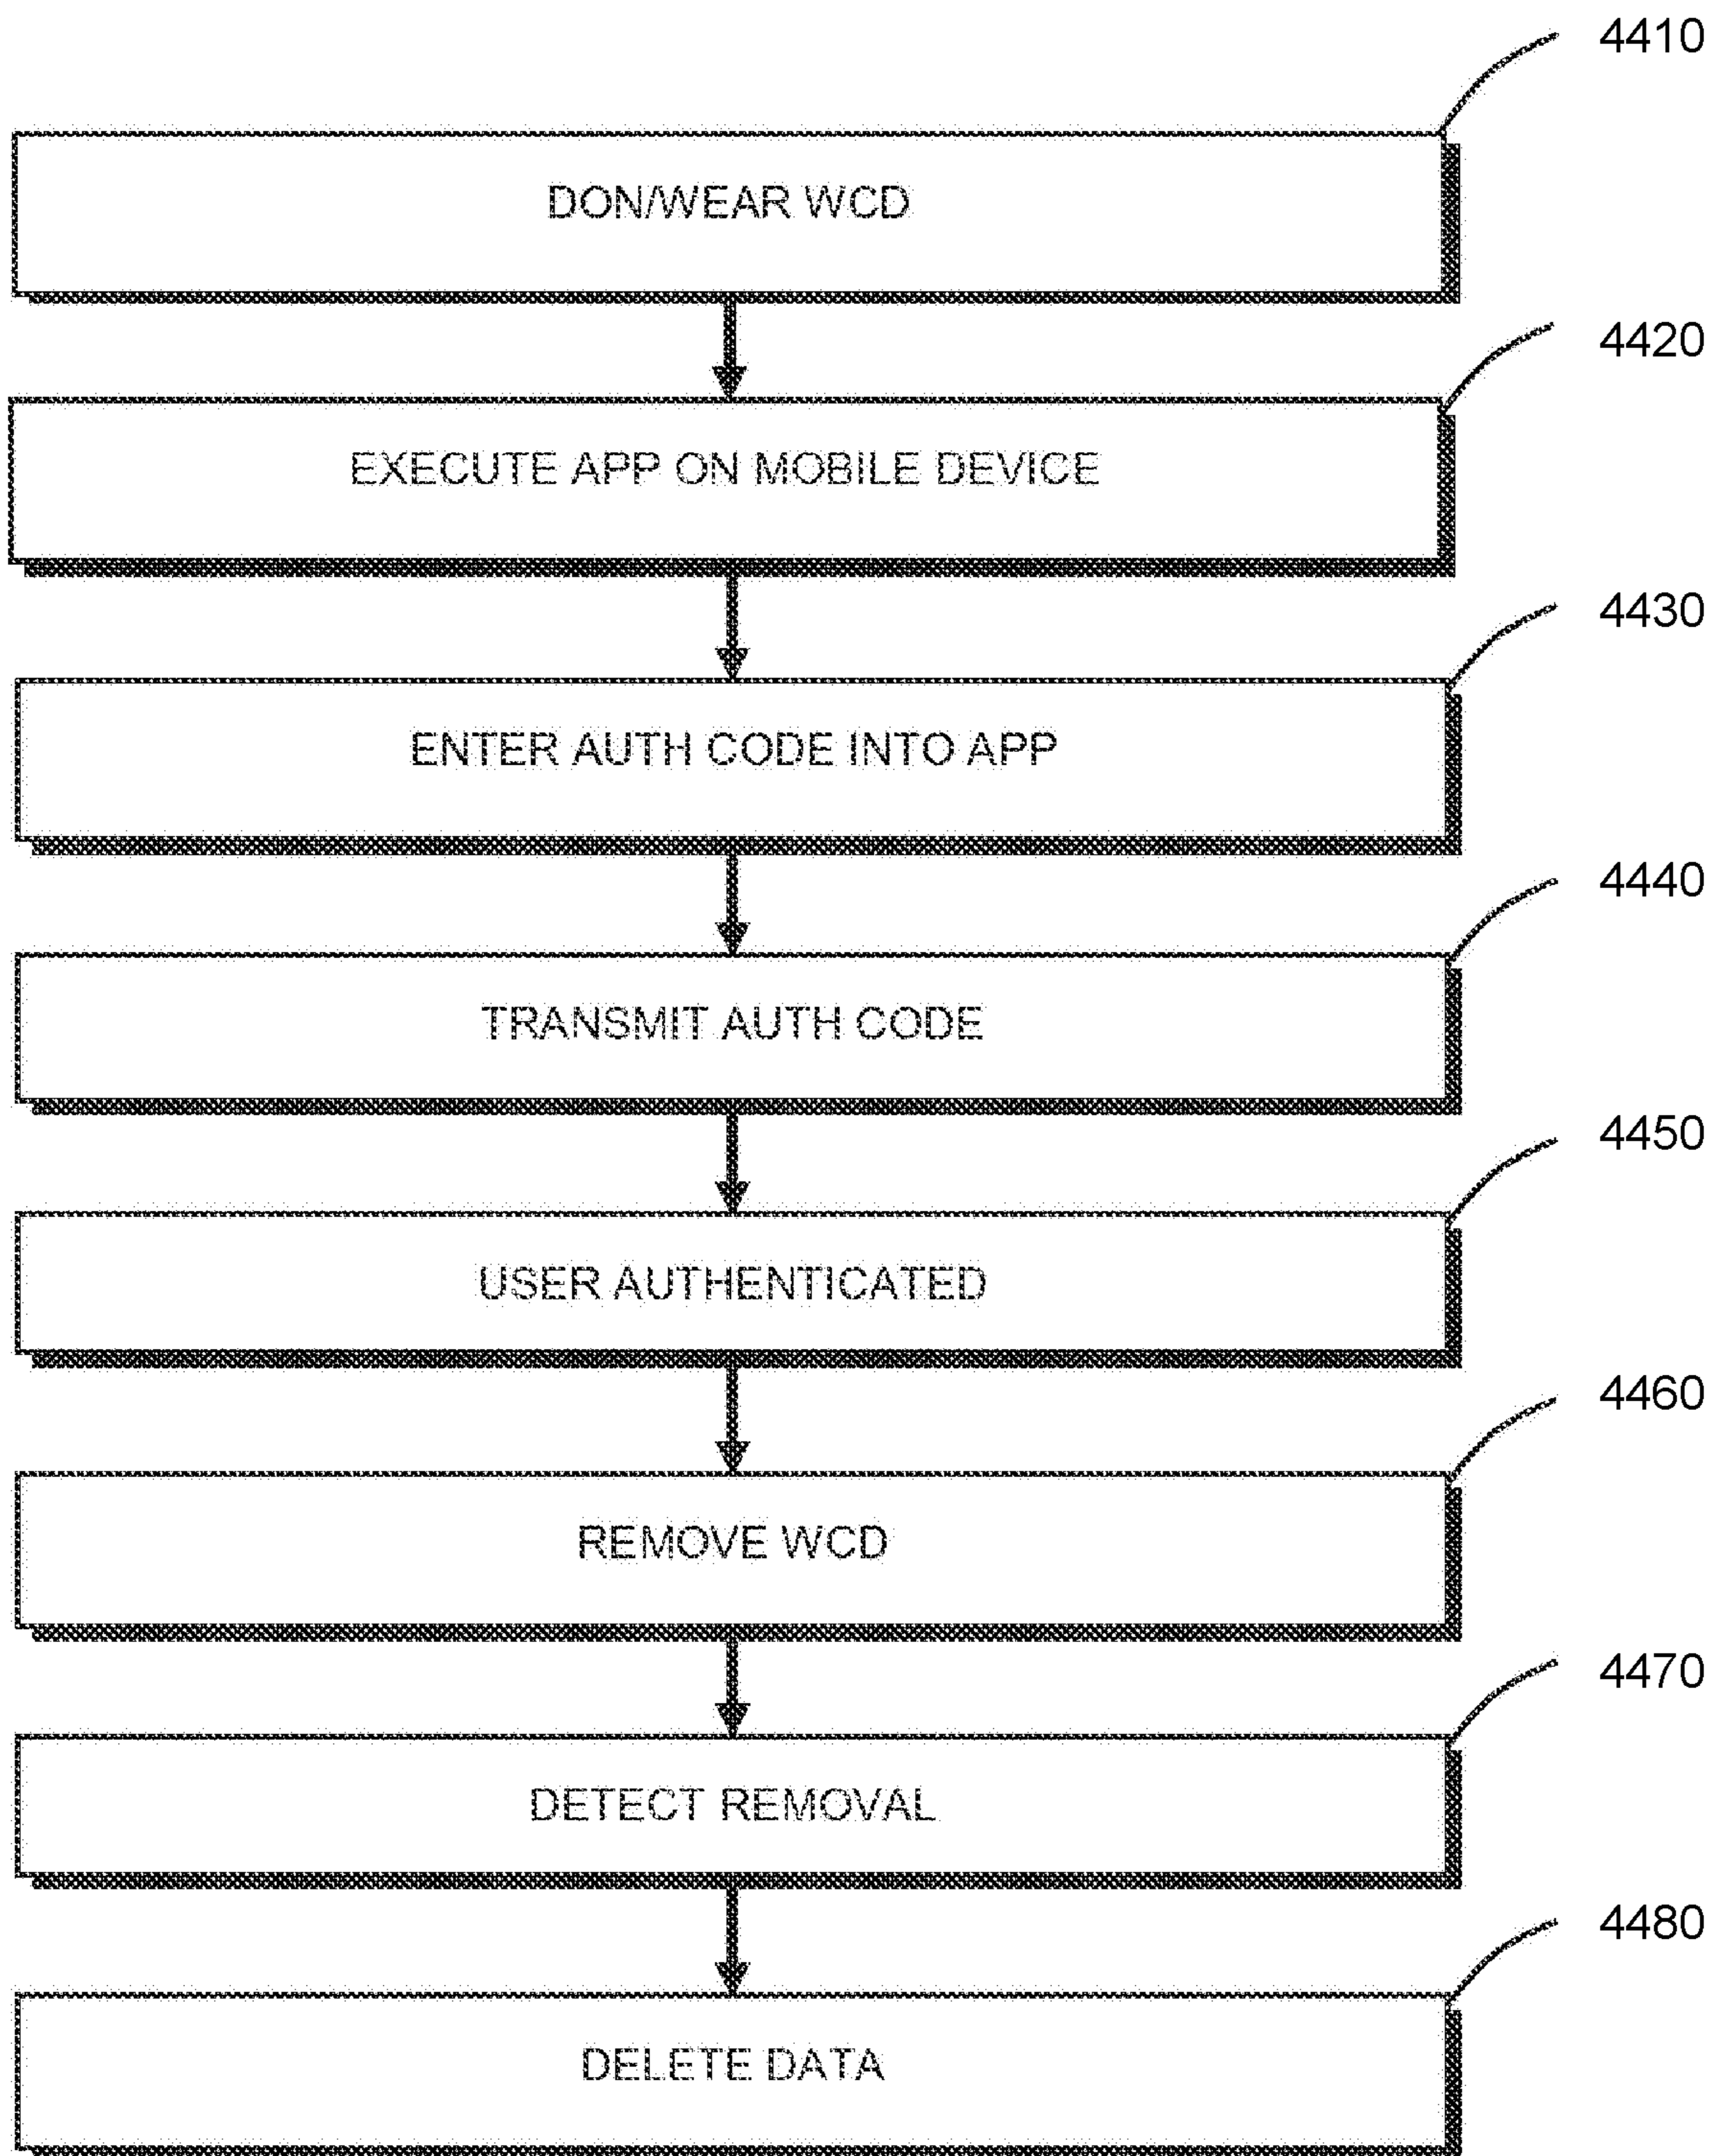 4410
DON/WEAR WCD
4420
EXECUTE APP ON MOBILE DEVICE
4430
ENTER AUTH CODE INTO APP
4440
TRANSMIT AUTH CODE
4450
USER AUTHENTICATED
4460
REMOVE WCD
4470
DETECT REMOVAL
4480
DELETE DATA